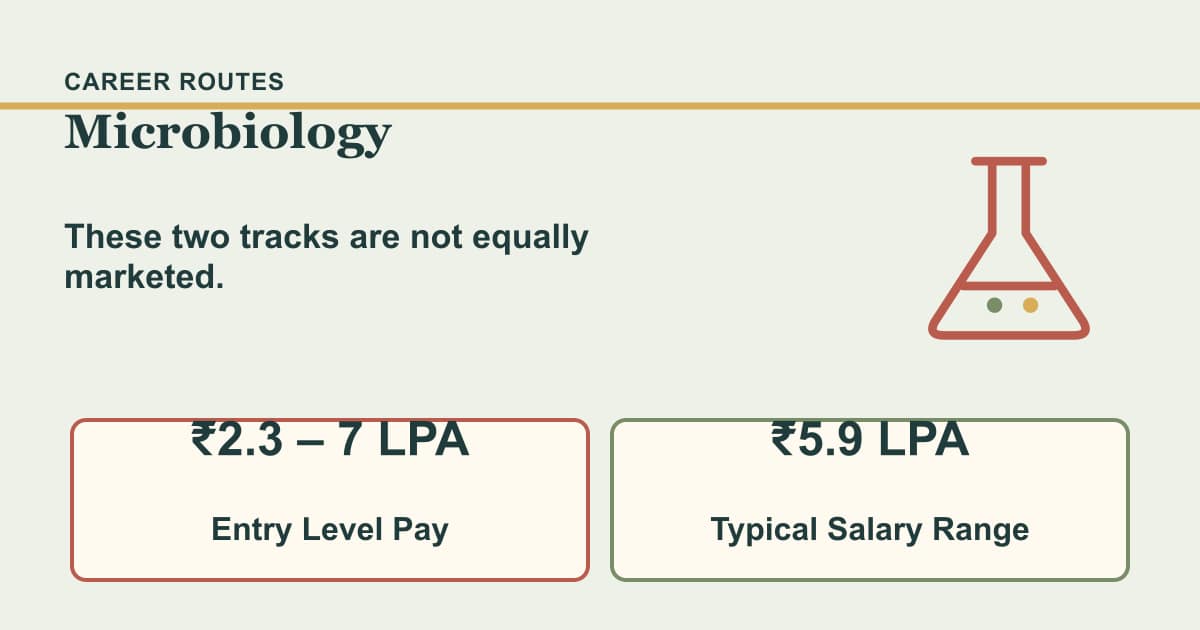 CAREER ROUTES
Microbiology
These two tracks are not equally
marketed.
₹2.3 – 7 LPA
Entry Level Pay
₹5.9 LPA
Typical Salary Range